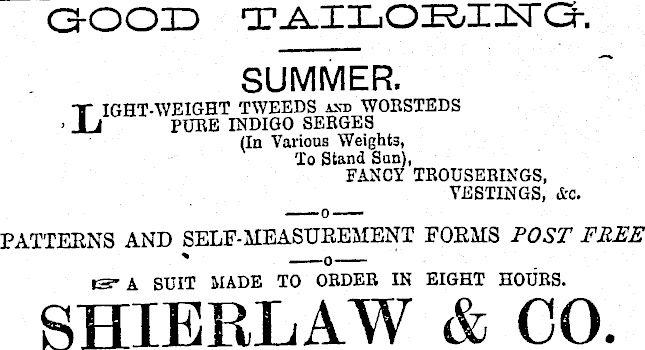 GOOD TAILORING.
SUMMER.
LIGHT-WEIGHT TWEEDS AND WORSTEDS
PURE INDIGO SERGES
(In Various Weights,
To Stand Sun),
FANCY TROUSERINGS,
VESTINGS, &c.
PATTERNS AND SELF-MEASUREMENT FORMS POST FREE
☞ A SUIT MADE TO ORDER IN EIGHT HOURS.
SHIERLAW & CO.